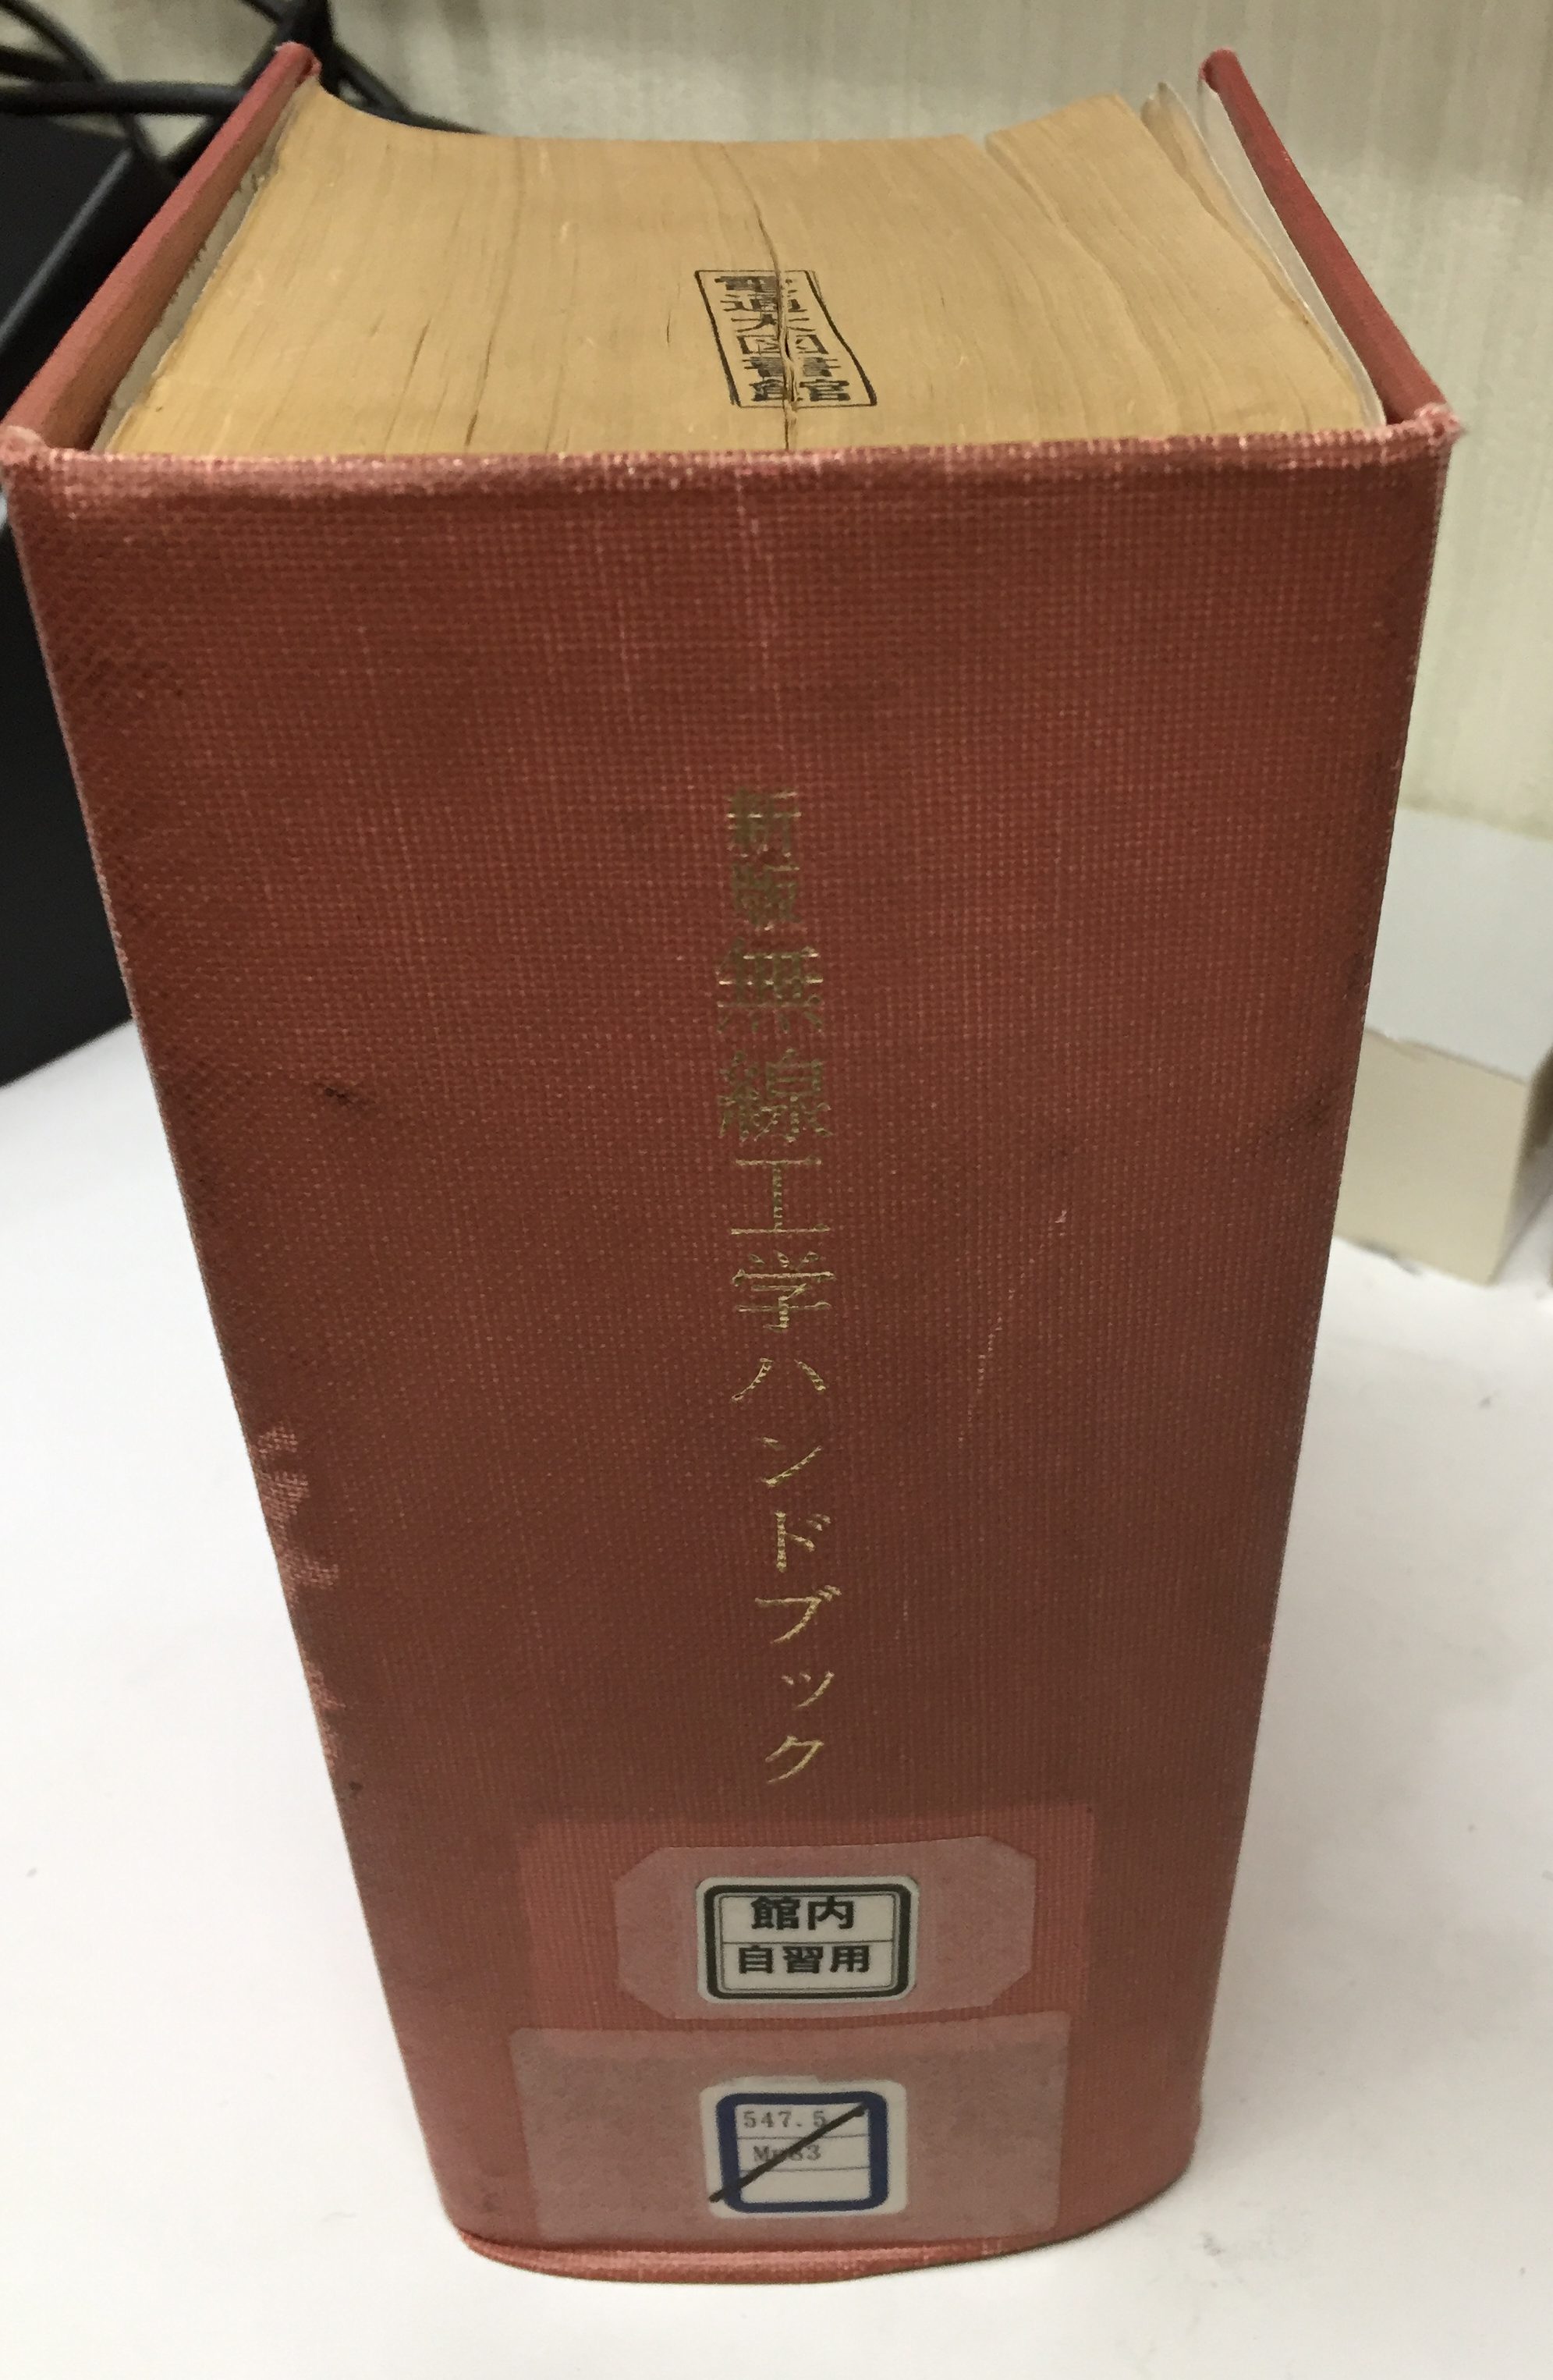 電通大図書館
新版 無線工学ハンドブック
館内
自習用
547.5